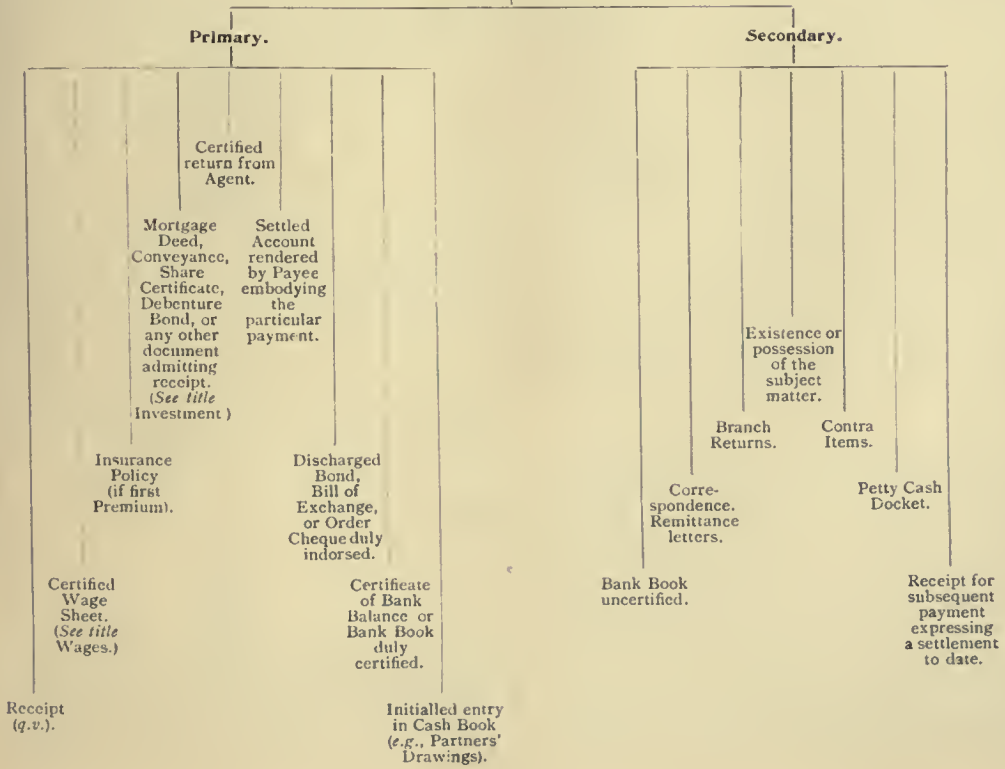 Primary.
Secondary.
Certified
return from
Agent.
Mortgage
Deed,
Conveyance,
Share
Certificate,
Debenture
Bond, or
any other
document
admitting
receipt.
(See title
Investment)
Settled
Account
rendered
by Payee
embodying
the
particular
payment.
Existence or
possession
of the
subject
matter.
Branch
Returns.
Contra
Items.
Insurance
Policy
(if first
Premium).
Discharged
Bond,
Bill of
Exchange,
or Order
Cheque duly
indorsed.
Corre-
spondence.
Remittance
letters.
Petty Cash
Docket.
Certified
Wage
Sheet.
(See title
Wages.)
Certificate
of Bank
Balance or
Bank Book
duly
certified.
Bank Book
uncertified.
Receipt for
subsequent
payment
expressing
a settlement
to date.
Receipt
(q.v.).
Initialled entry
in Cash Book
(e.g., Partners'
Drawings).